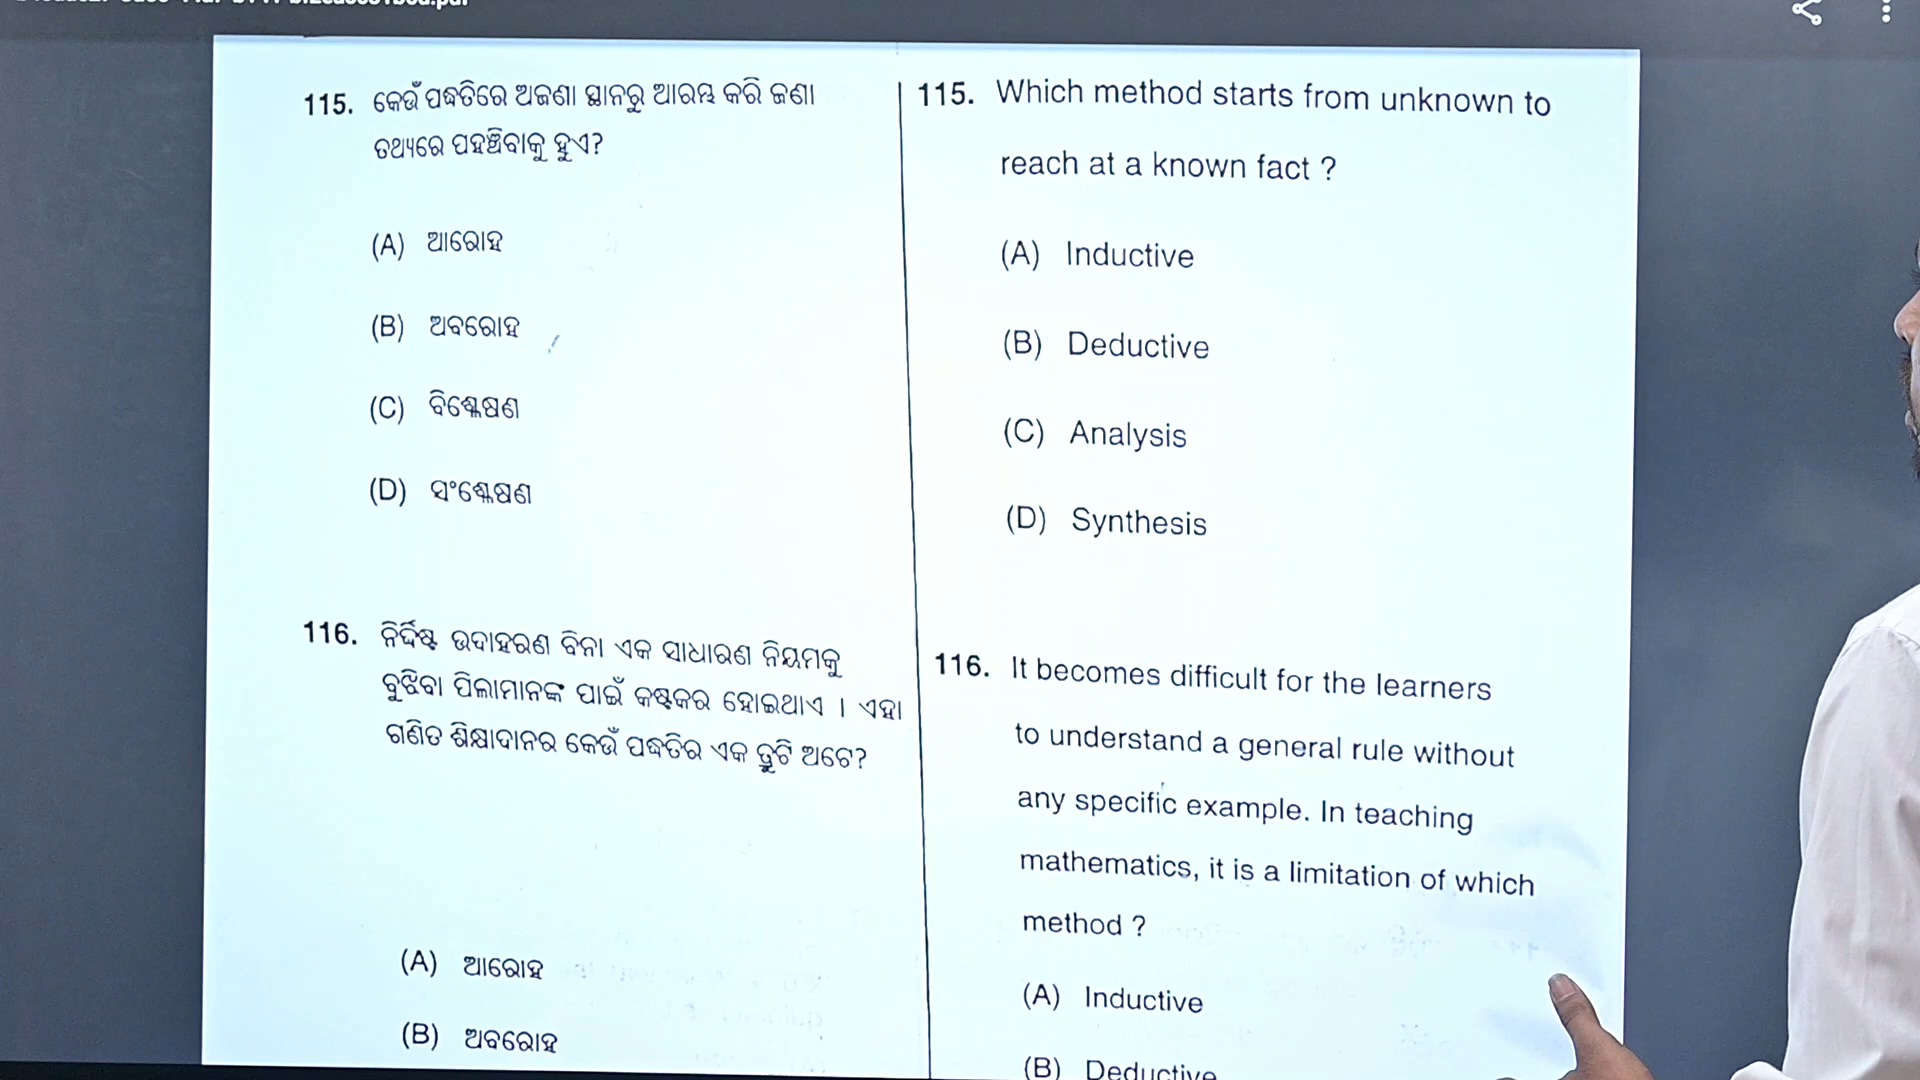 115. କେଉଁ ପଦ୍ଧତିରେ ଅଜଣା ସ୍ଥାନରୁ ଆରମ୍ଭ କରି ଜଣା
ତଥ୍ୟରେ ପହଞ୍ଚିବାକୁ ହୁଏ?
(A) ଆରୋହ
(B) ଅବରୋହ
(C) ବିଶ୍ଳେଷଣ
(D) ସଂଶ୍ଳେଷଣ
116. ନିର୍ଦ୍ଦିଷ୍ଟ ଉଦାହରଣ ବିନା ଏକ ସାଧାରଣ ନିୟମକୁ
ବୁଝିବା ପିଲାମାନଙ୍କ ପାଇଁ କଷ୍ଟକର ହୋଇଥାଏ । ଏହା
ଗଣିତ ଶିକ୍ଷାଦାନର କେଉଁ ପଦ୍ଧତିର ଏକ ତ୍ରୁଟି ଅଟେ?
(A) ଆରୋହ
(B) ଅବରୋହ
115. Which method starts from unknown to
reach at a known fact ?
(A) Inductive
(B) Deductive
(C) Analysis
(D) Synthesis
116. It becomes difficult for the learners
to understand a general rule without
any specific example. In teaching
mathematics, it is a limitation of which
method ?
(A) Inductive
(B) Deductive